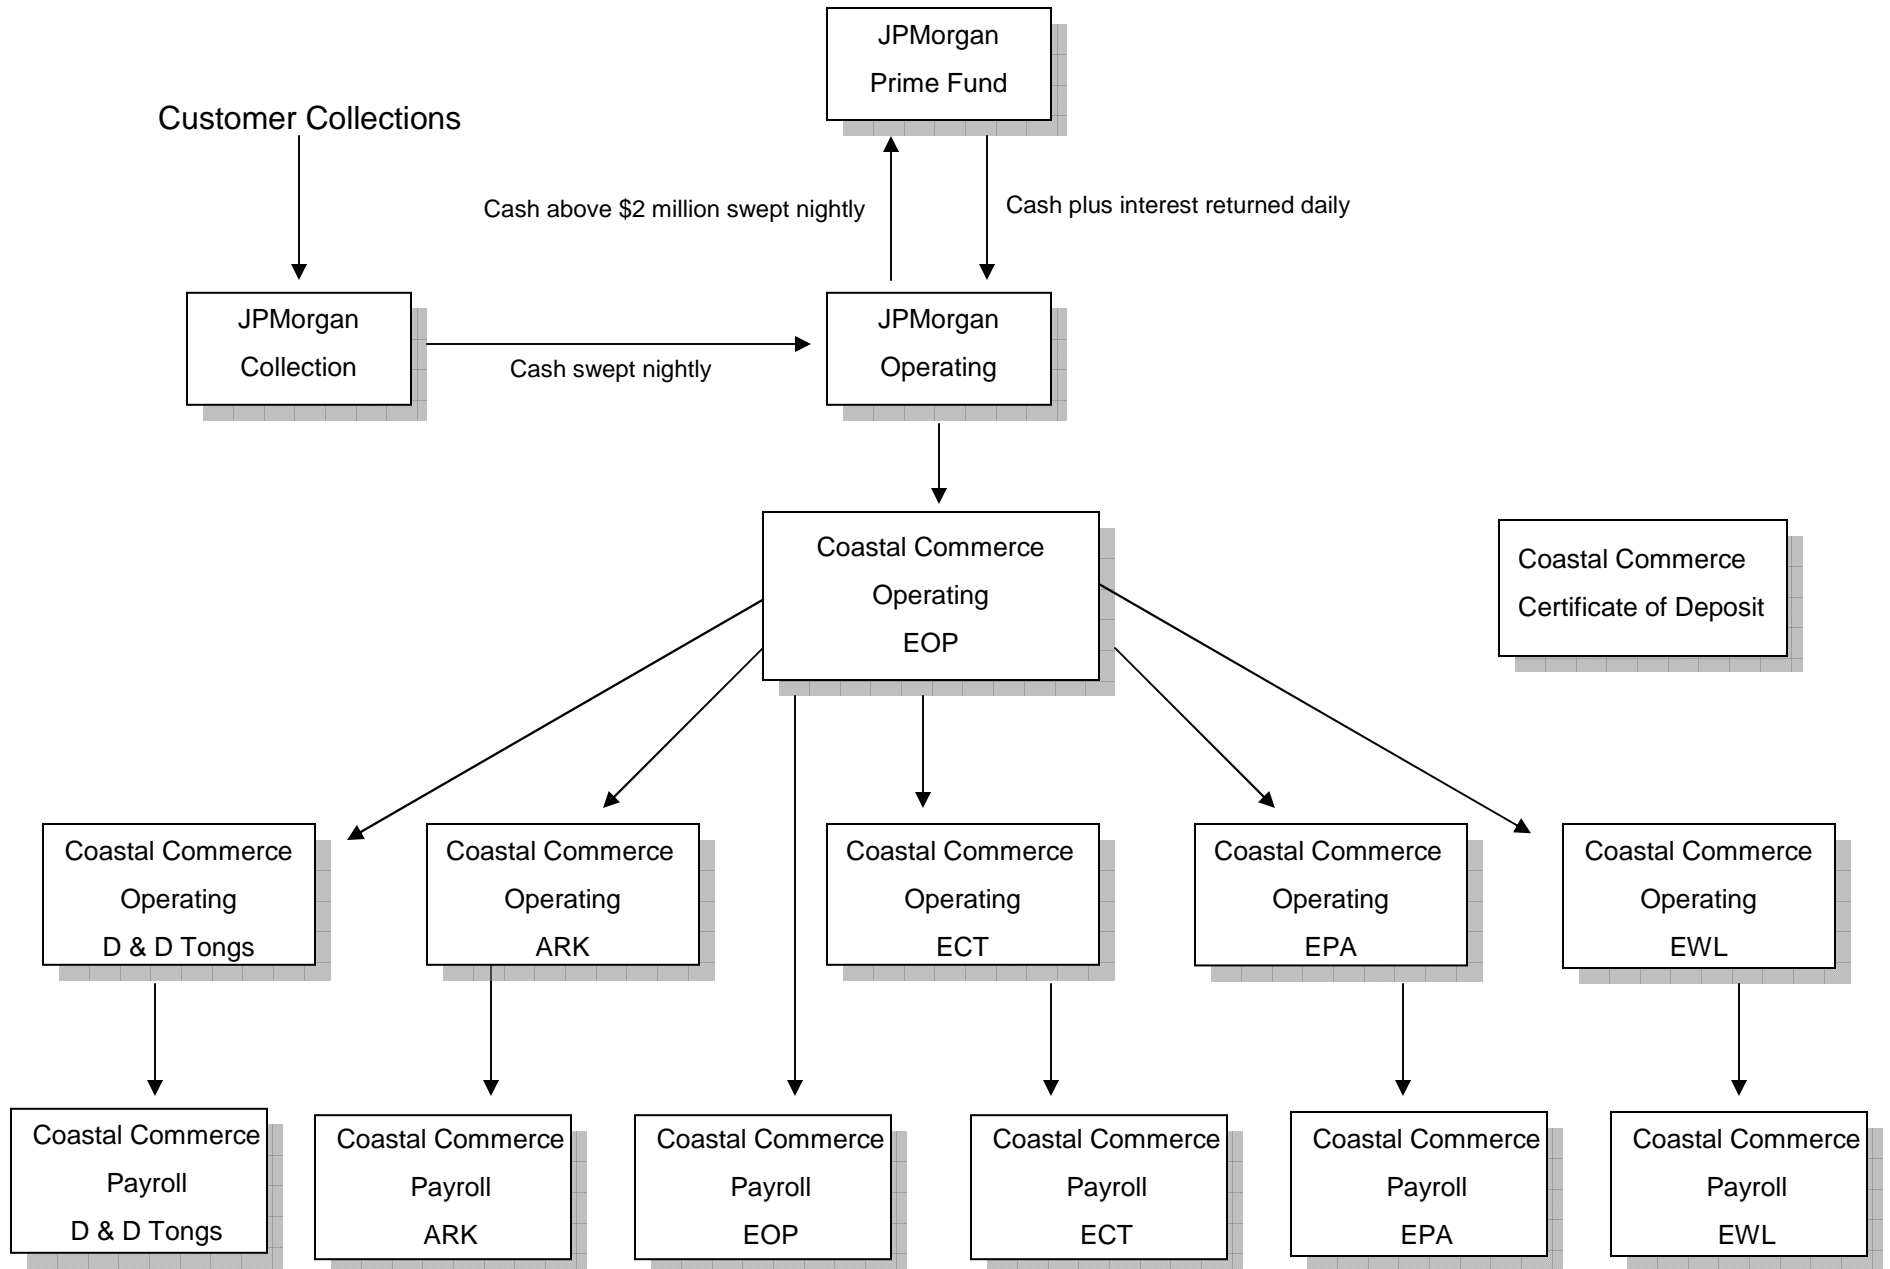 JPMorgan
Prime Fund
Customer Collections
Cash above $2 million swept nightly
Cash plus interest returned daily
JPMorgan
Collection
Cash swept nightly
JPMorgan
Operating
Coastal Commerce
Operating
EOP
Coastal Commerce
Certificate of Deposit
Coastal Commerce
Operating
D & D Tongs
Coastal Commerce
Operating
ARK
Coastal Commerce
Operating
ECT
Coastal Commerce
Operating
EPA
Coastal Commerce
Operating
EWL
Coastal Commerce
Payroll
D & D Tongs
Coastal Commerce
Payroll
ARK
Coastal Commerce
Payroll
EOP
Coastal Commerce
Payroll
ECT
Coastal Commerce
Payroll
EPA
Coastal Commerce
Payroll
EWL